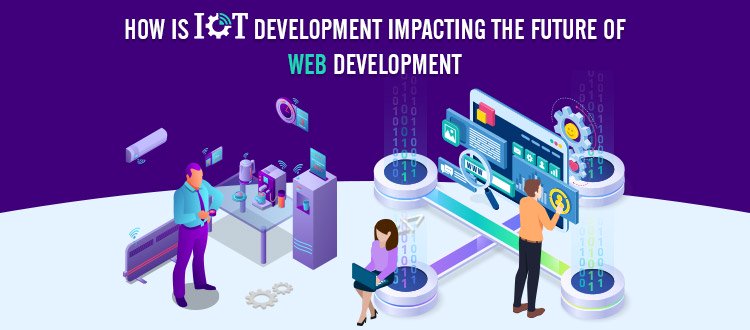 HOW IS IOT DEVELOPMENT IMPACTING THE FUTURE OF
WEB DEVELOPMENT